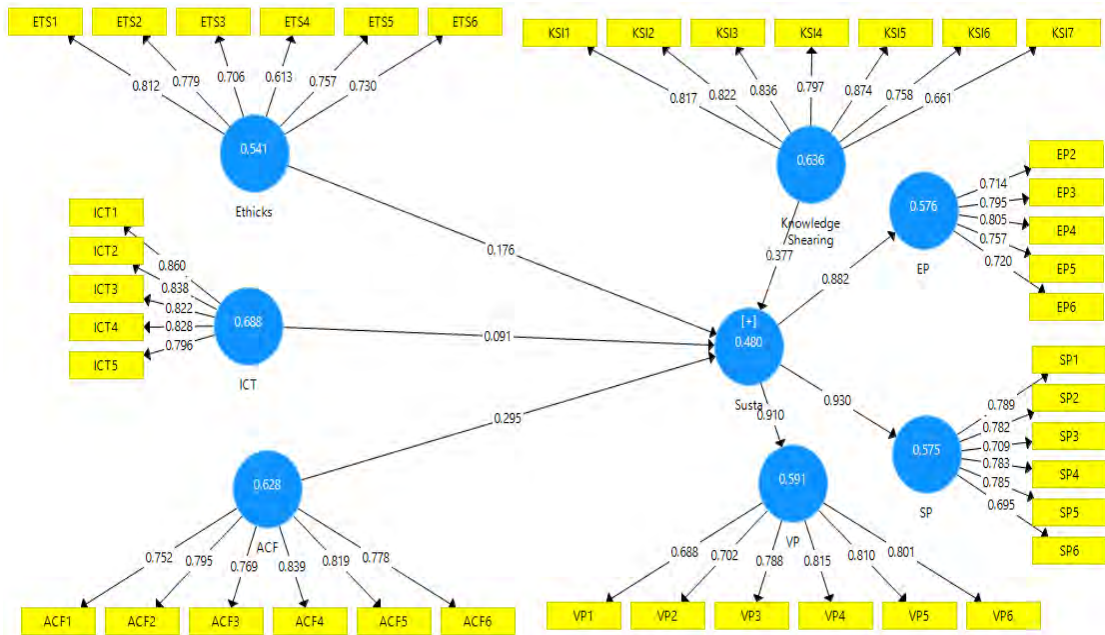 ETS1 ETS2 ETS3 ETS4 ETS5 ETS6
0.812 0.779 0.706 0.613 0.757 0.730
0.541
Ethicks
KSI1 KSI2 KSI3 KSI4 KSI5 KSI6 KSI7
0.817 0.822 0.836 0.797 0.874 0.758 0.661
0.636
Knowledge
Shearing
0.176
0.377
ICT1
ICT2
ICT3
ICT4
ICT5
0.860
0.838
0.822
0.828
0.796
0.688
ICT
0.091
[+]
0.480
Susta
0.882
0.930
0.910
0.576
EP
0.714
0.795
0.805
0.757
0.720
EP2
EP3
EP4
EP5
EP6
0.295
0.628
ACF
0.752 0.795 0.769 0.839 0.819 0.778
ACF1 ACF2 ACF3 ACF4 ACF5 ACF6
0.591
VP
0.688 0.702 0.788 0.815 0.810 0.801
VP1 VP2 VP3 VP4 VP5 VP6
0.575
SP
0.789
0.782
0.709
0.783
0.785
0.695
SP1
SP2
SP3
SP4
SP5
SP6